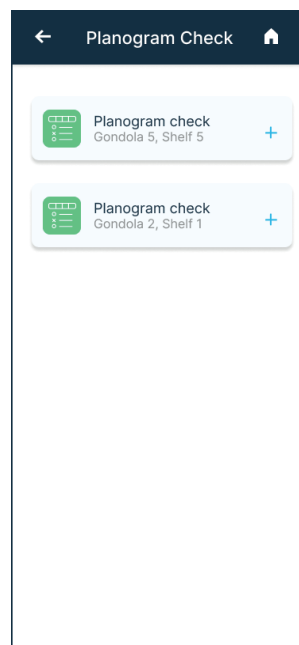 Planogram Check
Planogram check
Gondola 5, Shelf 5
Planogram check
Gondola 2, Shelf 1